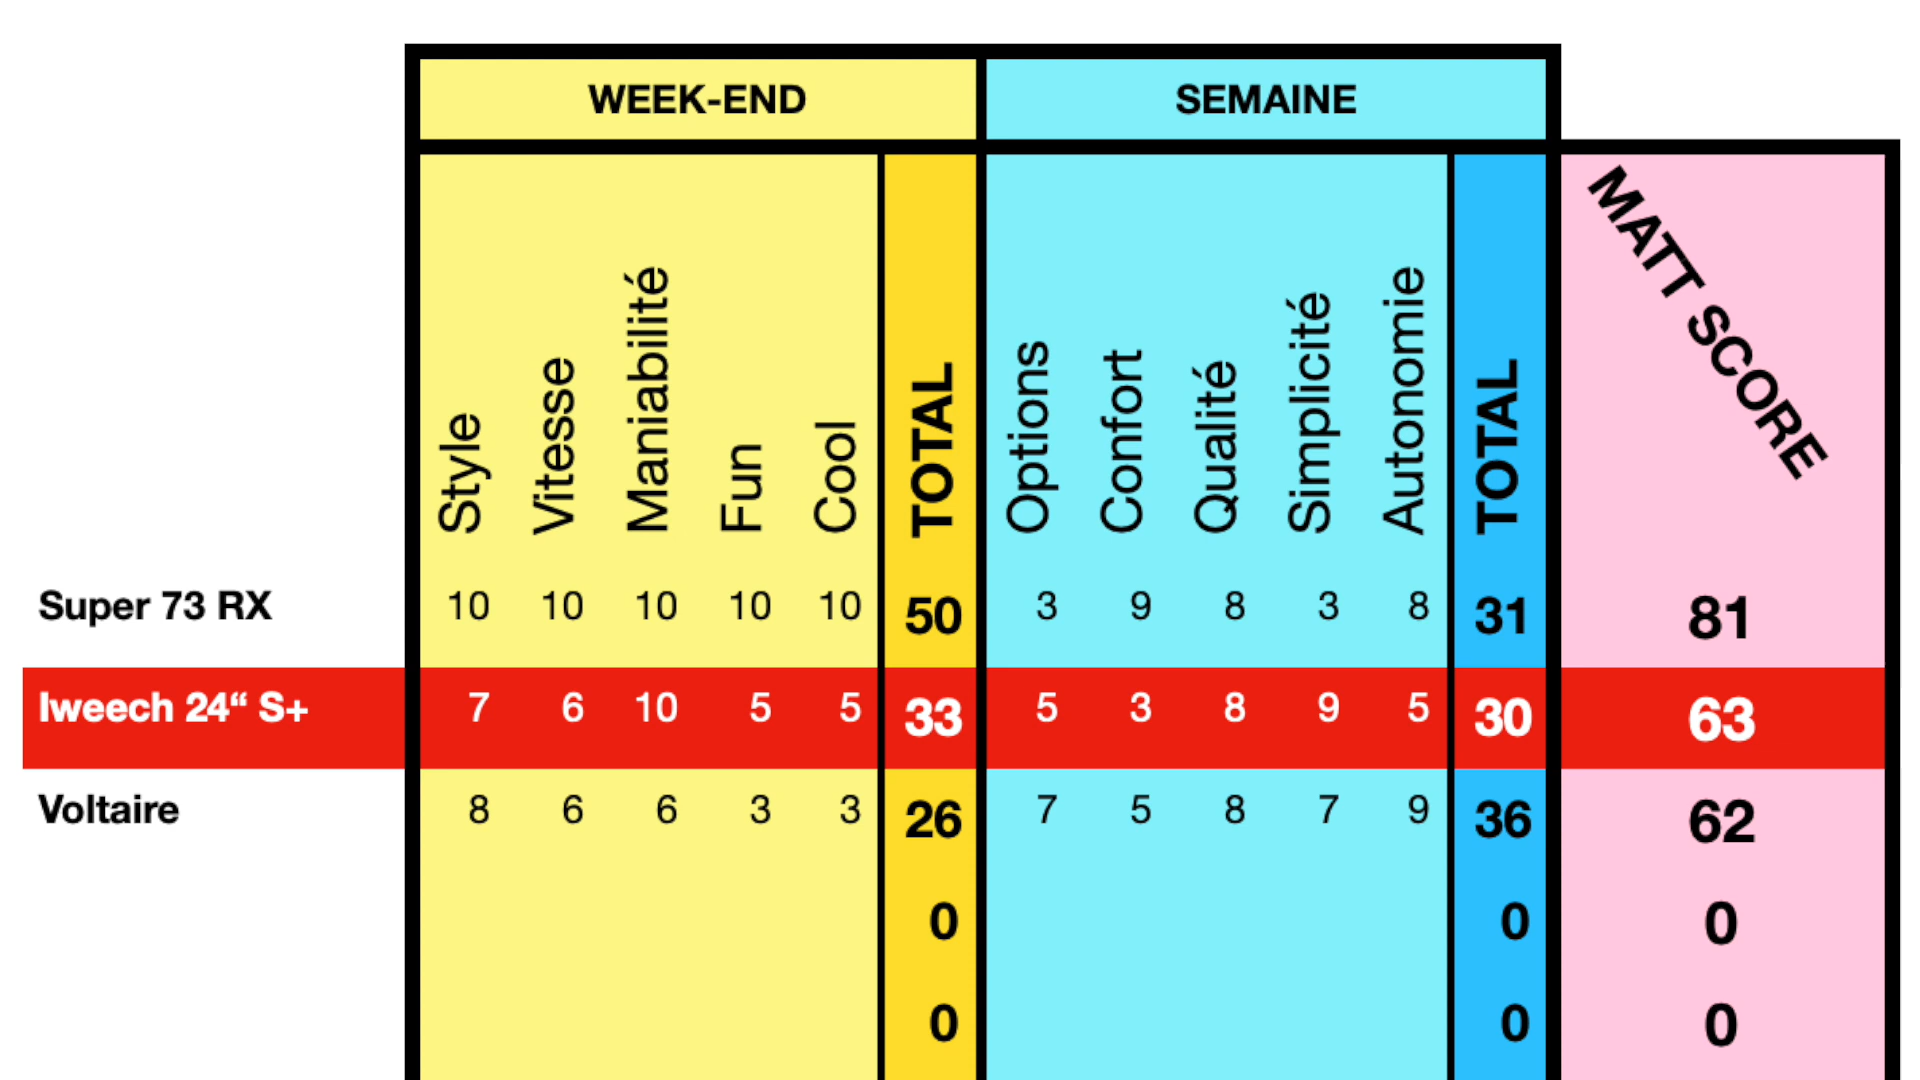 WEEK-END SEMAINE
Style Vitesse Maniabilité Fun Cool TOTAL Options Confort Qualité Simplicité Autonomie TOTAL MATT SCORE
Super 73 RX 10 10 10 10 10 50 3 9 8 3 8 31 81
Iweech 24“ S+ 7 6 10 5 5 33 5 3 8 9 5 30 63
Voltaire 8 6 6 3 3 26 7 5 8 7 9 36 62
0 0 0
0 0 0